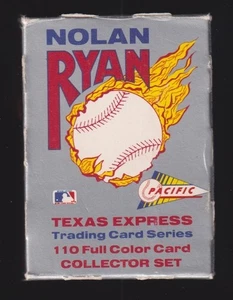 NOLAN
RYAN
PACIFIC
TEXAS EXPRESS
Trading Card Series
110 Full Color Card
COLLECTOR SET